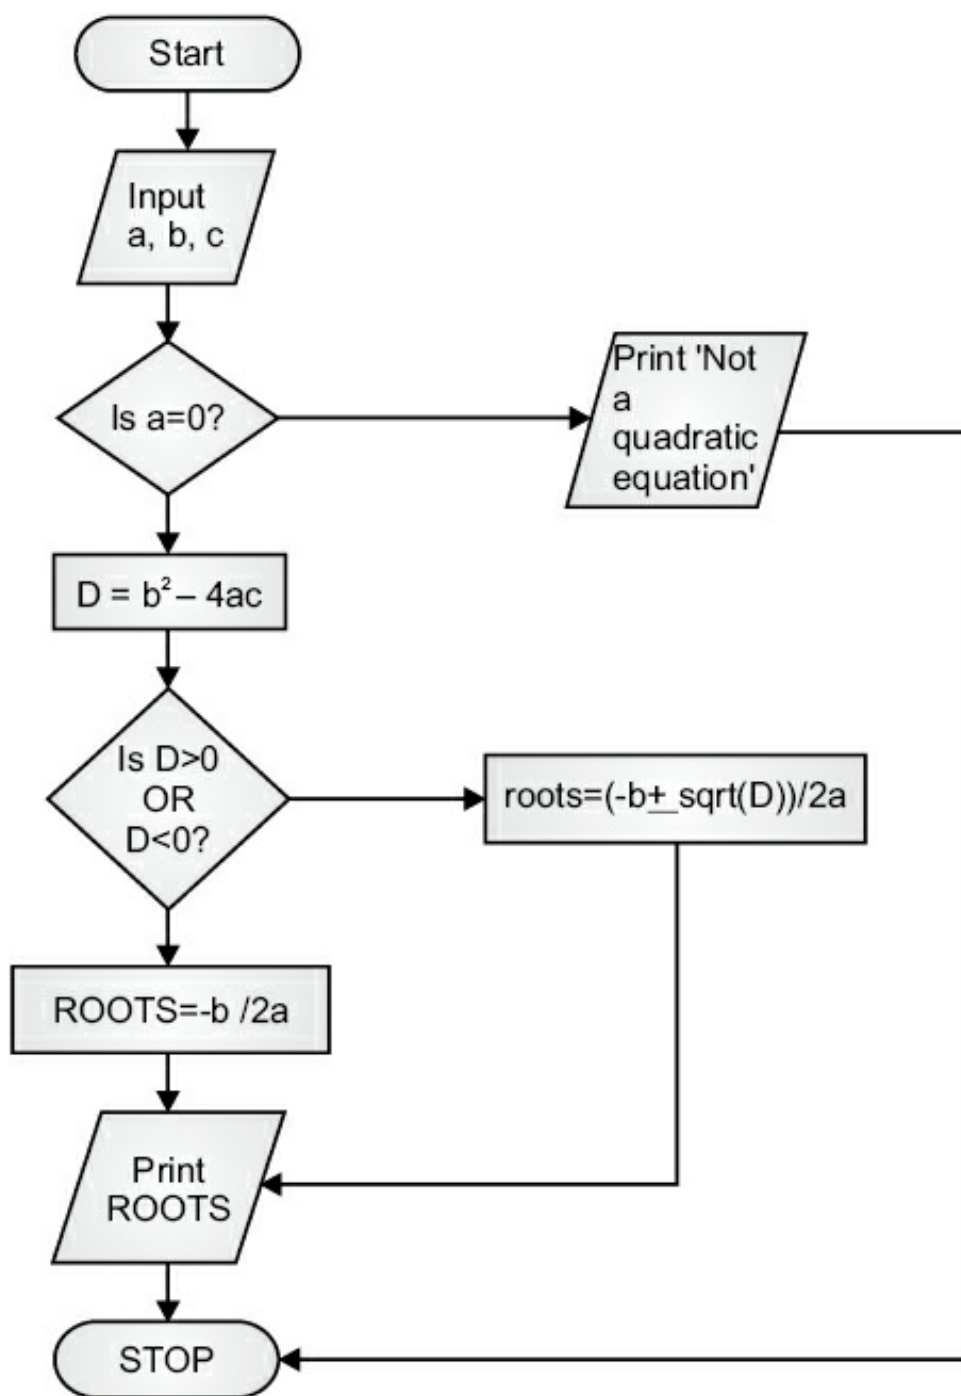 Start
Input
a, b, c
Is a=0?
Print 'Not
a
quadratic
equation'
D = b² – 4ac
Is D>0
OR
D<0?
roots=(-b±_sqrt(D))/2a
ROOTS=-b /2a
Print
ROOTS
STOP